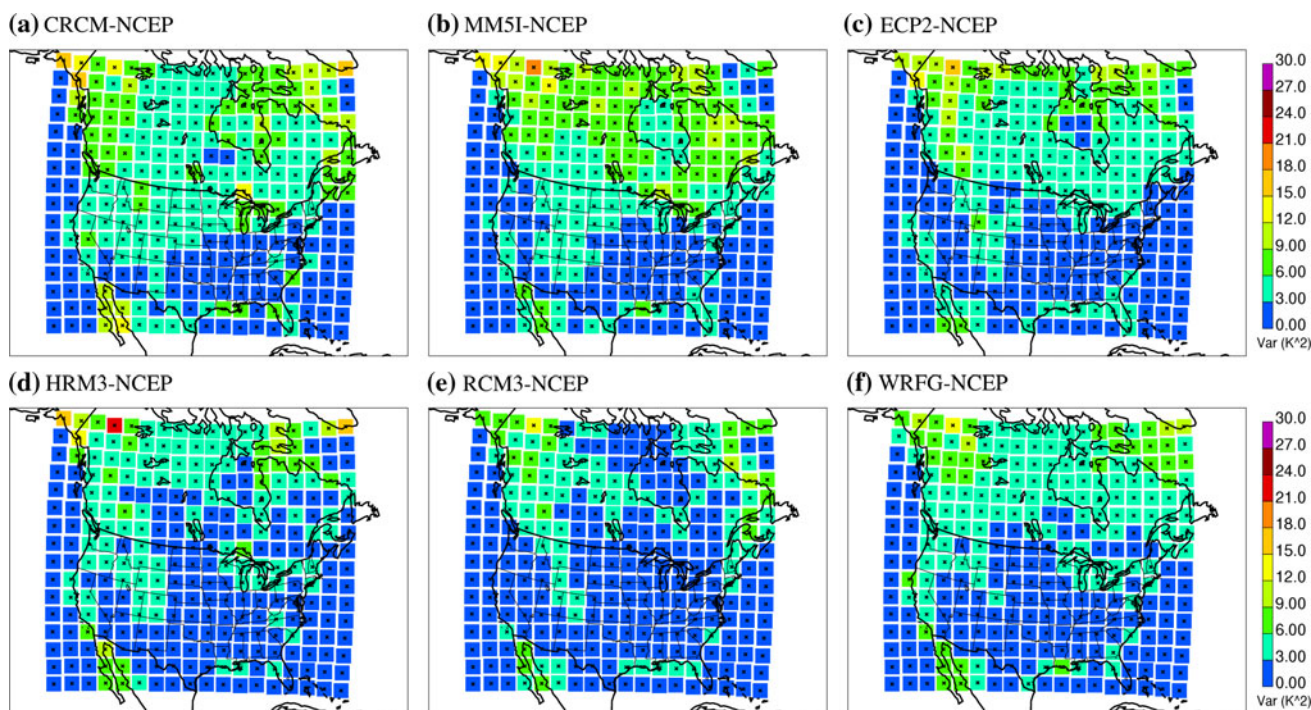 (a) CRCM-NCEP
(b) MM5I-NCEP
(c) ECP2-NCEP
30.0
27.0
24.0
21.0
18.0
15.0
12.0
9.00
6.00
3.00
0.00
Var (K^2)
(d) HRM3-NCEP
(e) RCM3-NCEP
(f) WRFG-NCEP
30.0
27.0
24.0
21.0
18.0
15.0
12.0
9.00
6.00
3.00
0.00
Var (K^2)